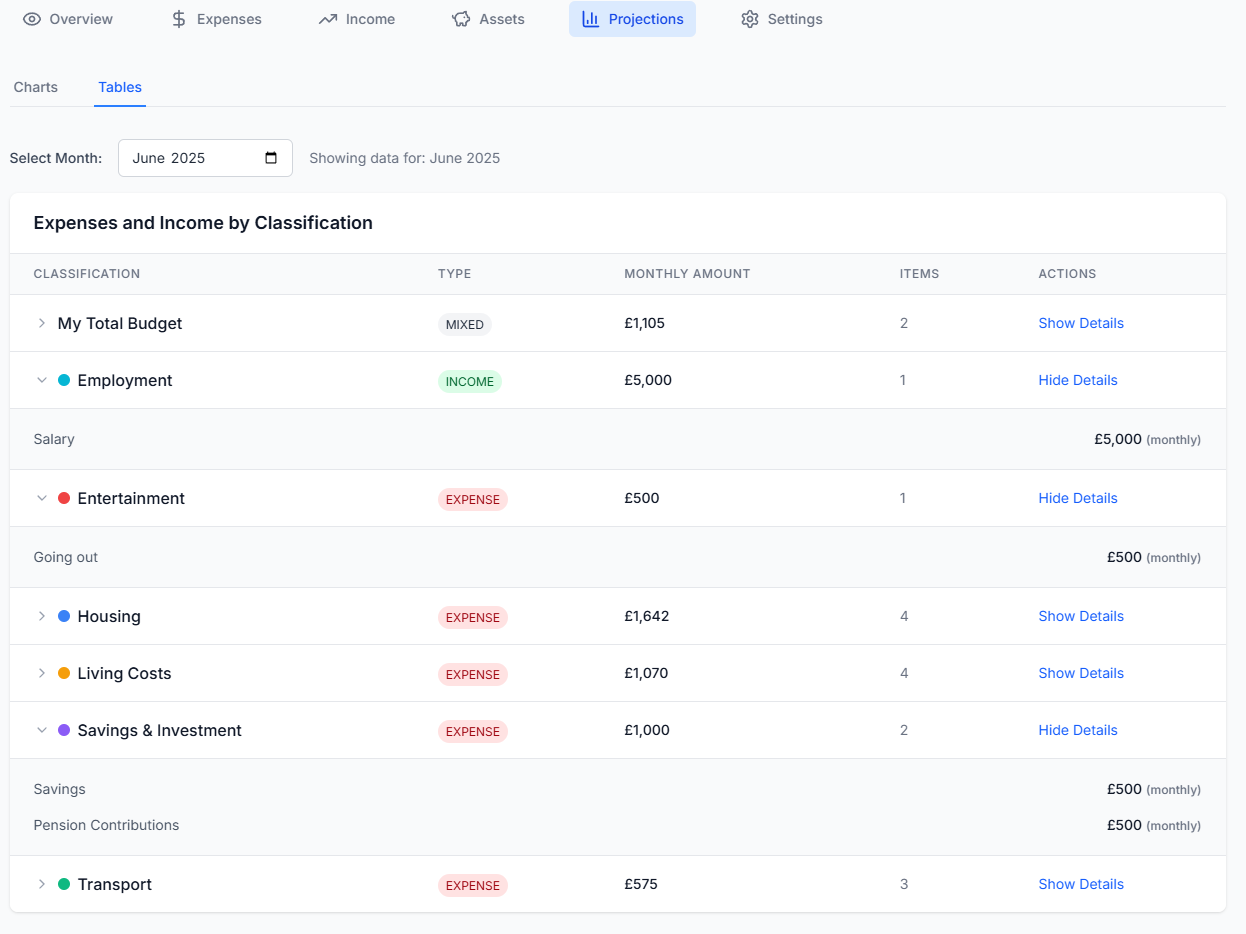 Overview Expenses Income Assets Projections Settings
Charts Tables
Select Month: June 2025 Showing data for: June 2025
Expenses and Income by Classification
CLASSIFICATION TYPE MONTHLY AMOUNT ITEMS ACTIONS
My Total Budget MIXED £1,105 2 Show Details
Employment INCOME £5,000 1 Hide Details
Salary £5,000 (monthly)
Entertainment EXPENSE £500 1 Hide Details
Going out £500 (monthly)
Housing EXPENSE £1,642 4 Show Details
Living Costs EXPENSE £1,070 4 Show Details
Savings & Investment EXPENSE £1,000 2 Hide Details
Savings £500 (monthly)
Pension Contributions £500 (monthly)
Transport EXPENSE £575 3 Show Details